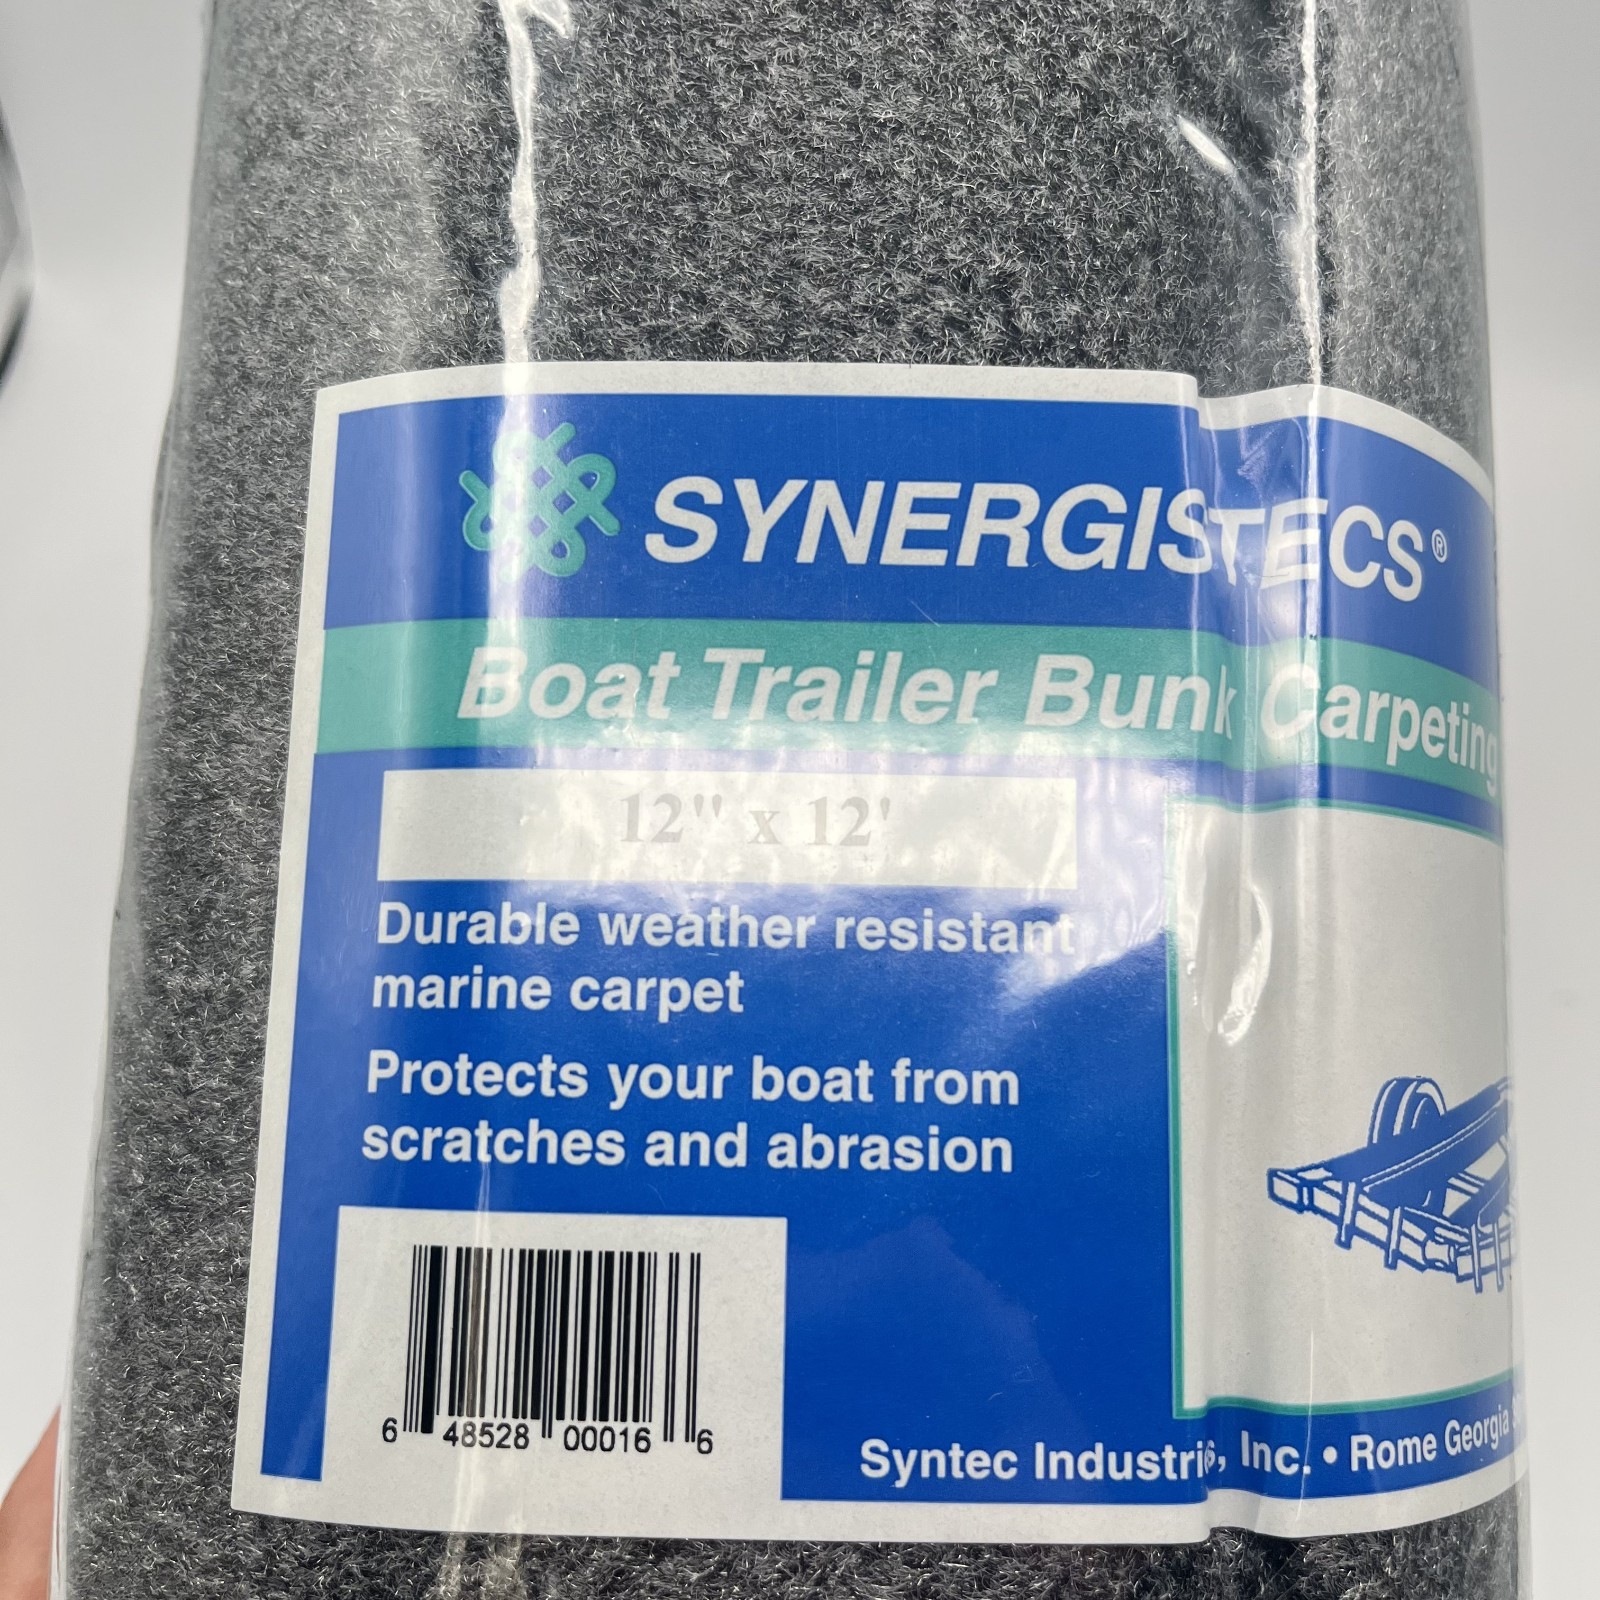 SYNERGISTECS®
Boat Trailer Bunk Carpeting
12" x 12'
Durable weather resistant
marine carpet
Protects your boat from
scratches and abrasion
6 48528 00016 6
Syntec Industries, Inc. • Rome Georgia